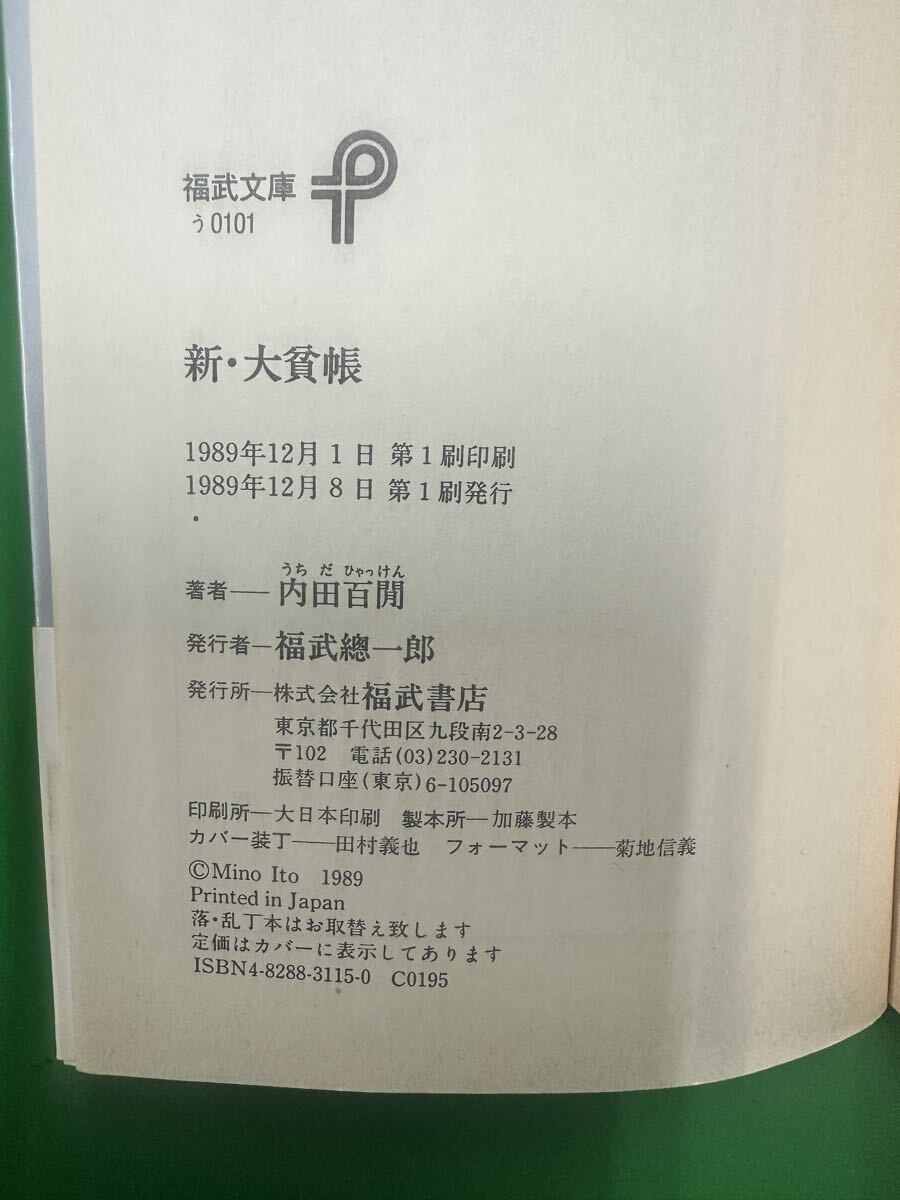 福武文庫
う0101
新・大貧帳
1989年12月1日 第1刷印刷
1989年12月8日 第1刷発行
うちだひゃっけん
著者―内田百閒
発行者―福武總一郎
発行所―株式会社福武書店
東京都千代田区九段南2-3-28
〒102 電話(03)230-2131
振替口座(東京)6-105097
印刷所―大日本印刷 製本所―加藤製本
カバー装丁――田村義也 フォーマット――菊地信義
©Mino Ito 1989
Printed in Japan
落・乱丁本はお取替え致します
定価はカバーに表示してあります
ISBN4-8288-3115-0 C0195